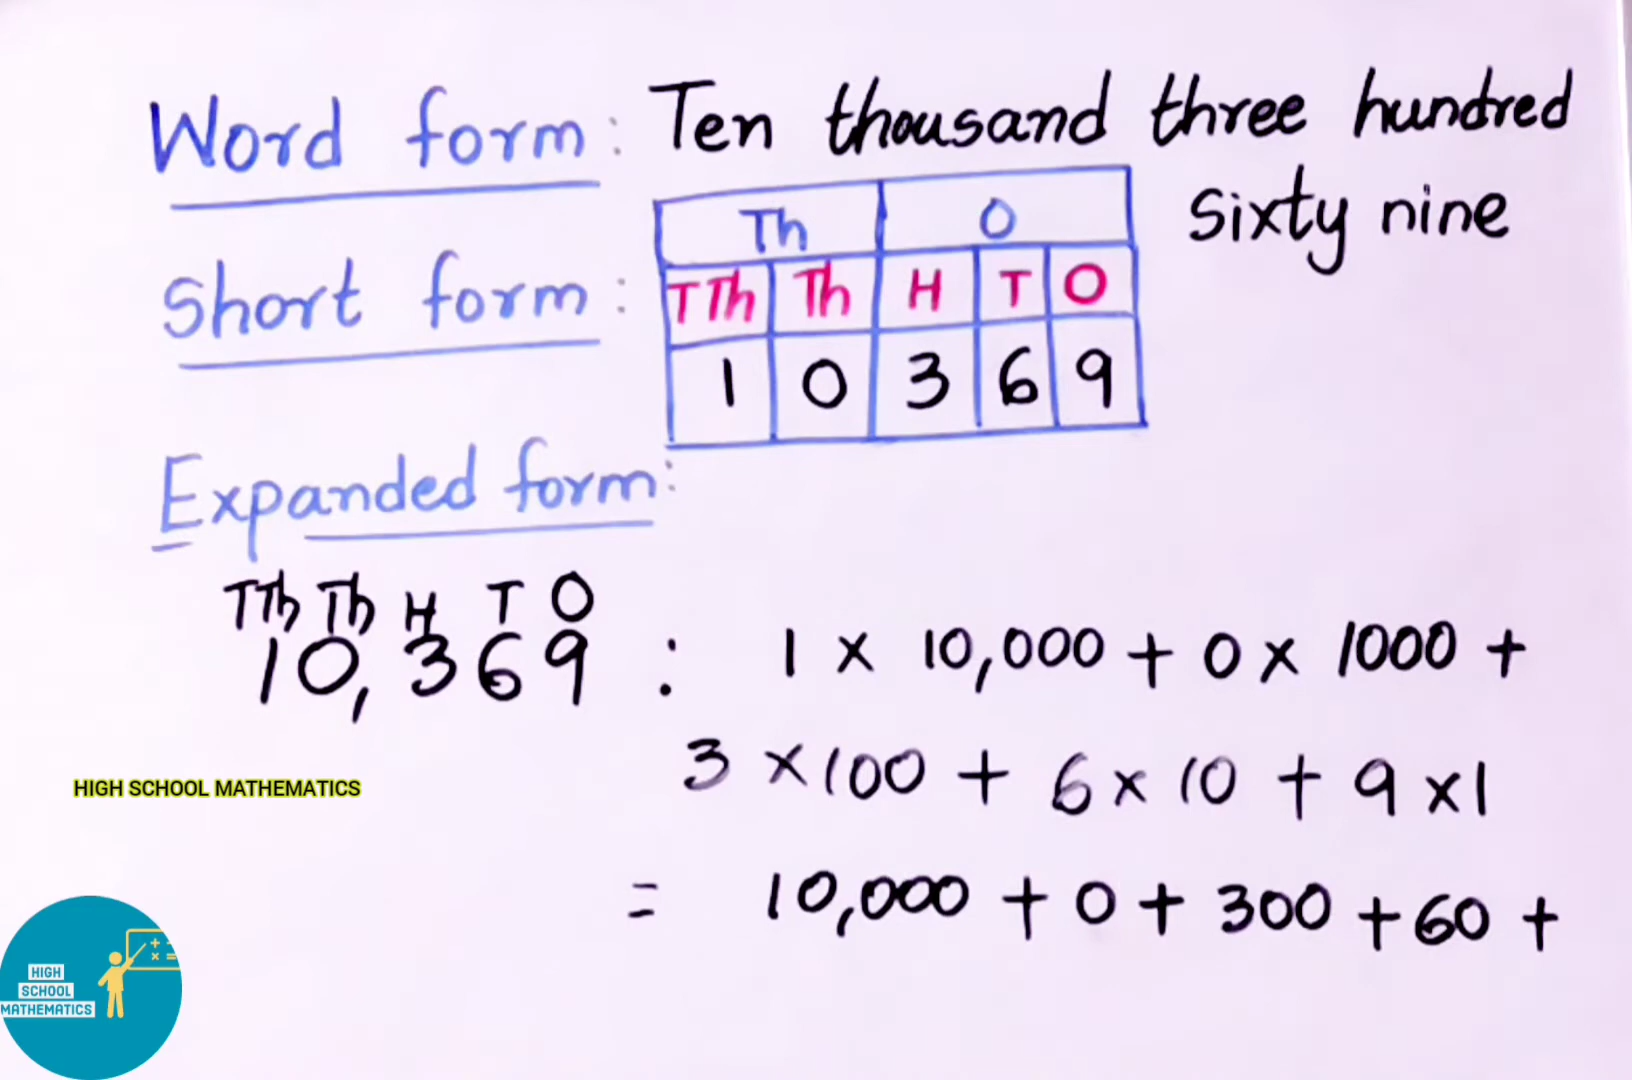 Word form: Ten thousand three hundred
sixty nine
Short form:
Th O
TTh Th H T O
1 0 3 6 9
Expanded form:
TTh Th H T O
10,369 : 1 × 10,000 + 0 × 1000 +
3 × 100 + 6 × 10 + 9 × 1
= 10,000 + 0 + 300 + 60 +
HIGH SCHOOL MATHEMATICS
+ -
× =
HIGH
SCHOOL
MATHEMATICS